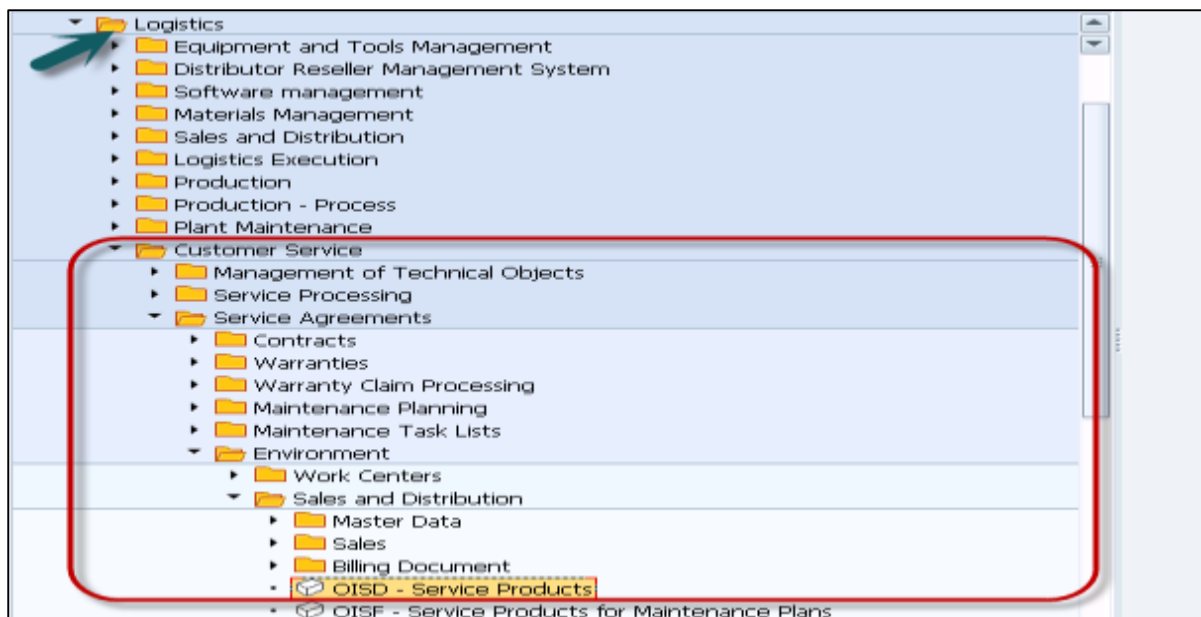 Logistics
Equipment and Tools Management
Distributor Reseller Management System
Software management
Materials Management
Sales and Distribution
Logistics Execution
Production
Production - Process
Plant Maintenance
Customer Service
Management of Technical Objects
Service Processing
Service Agreements
Contracts
Warranties
Warranty Claim Processing
Maintenance Planning
Maintenance Task Lists
Environment
Work Centers
Sales and Distribution
Master Data
Sales
Billing Document
OISD - Service Products
OISF - Service Products for Maintenance Plans